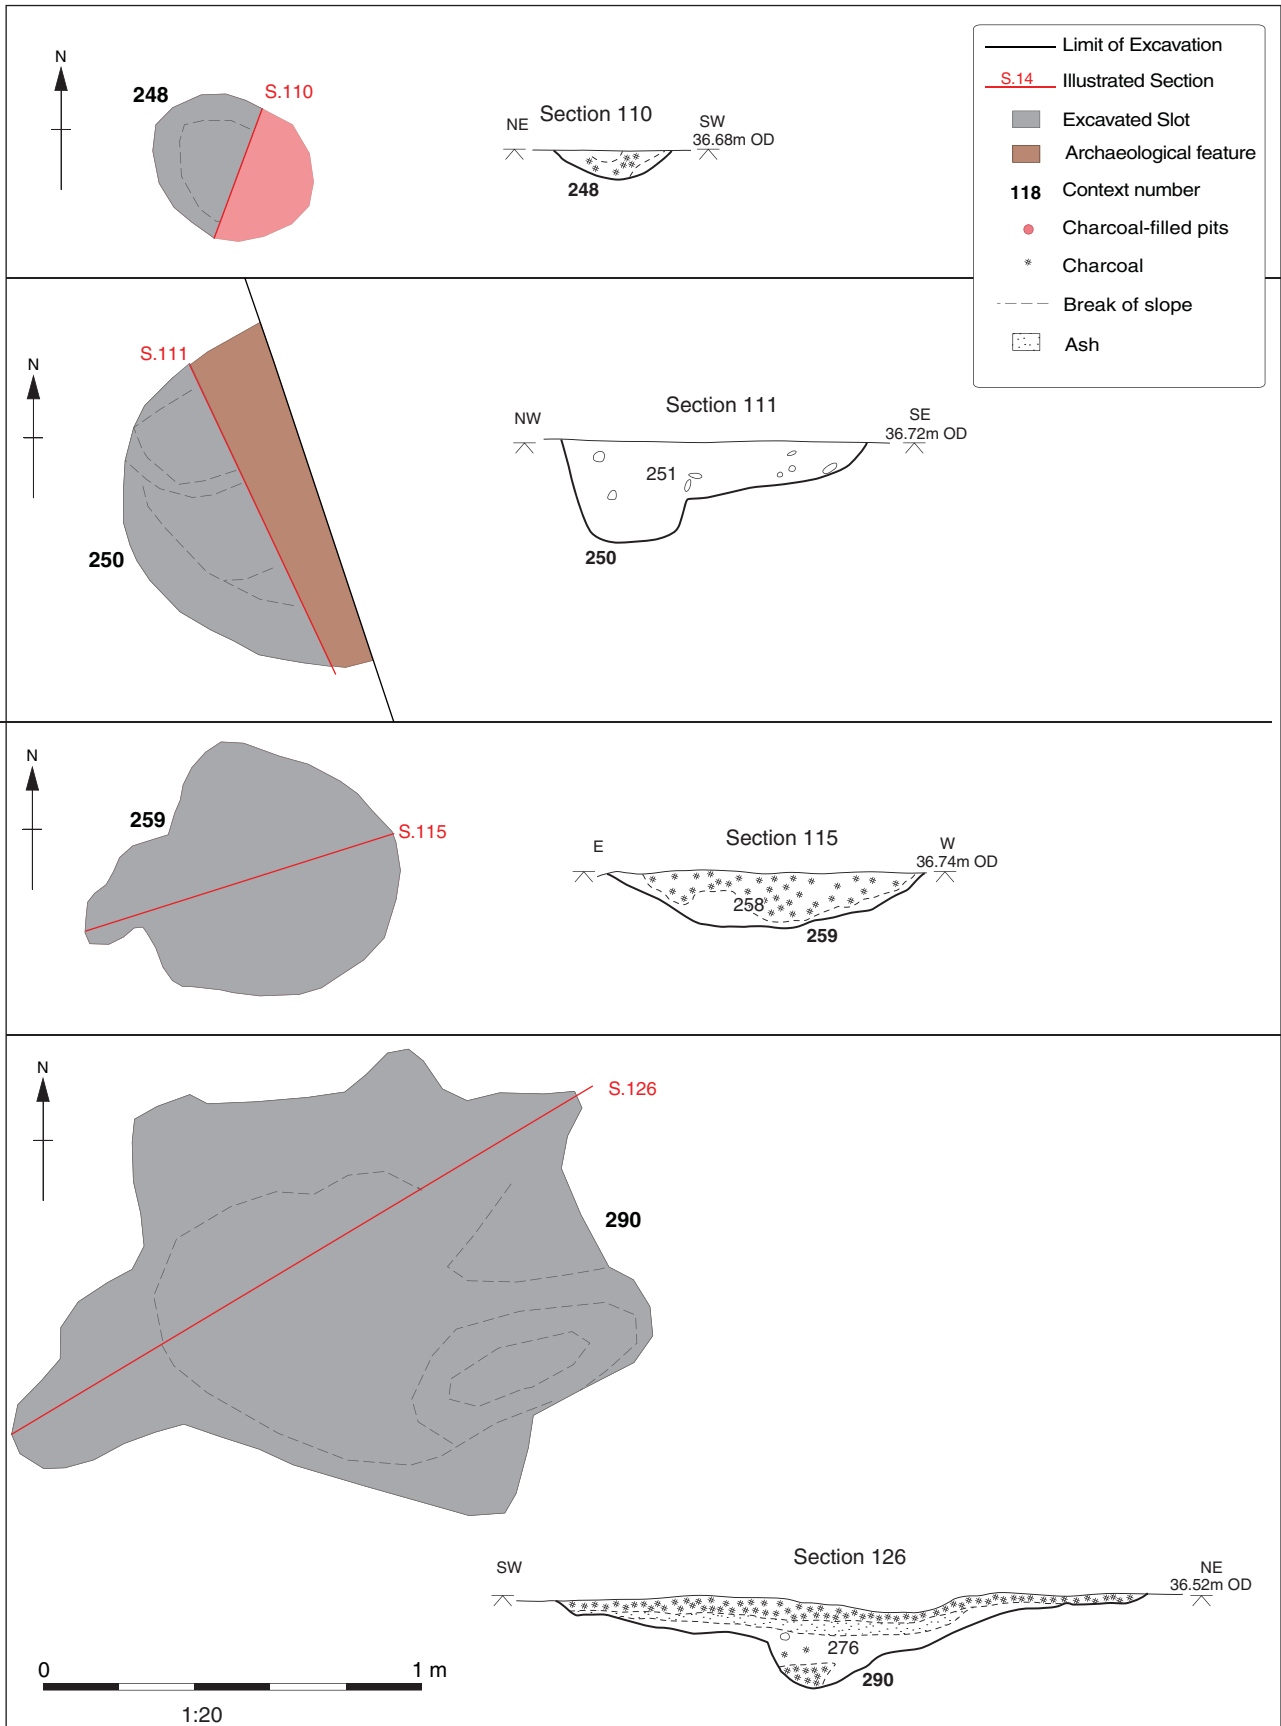 N
248
S.110
Section 110
NE
SW
36.68m OD
248
Limit of Excavation
S.14 Illustrated Section
Excavated Slot
Archaeological feature
118 Context number
Charcoal-filled pits
Charcoal
Break of slope
Ash
N
S.111
250
Section 111
NW
SE
36.72m OD
251
250
N
259
S.115
Section 115
E
W
36.74m OD
258
259
N
S.126
290
Section 126
SW
NE
36.52m OD
276
290
0 1 m
1:20